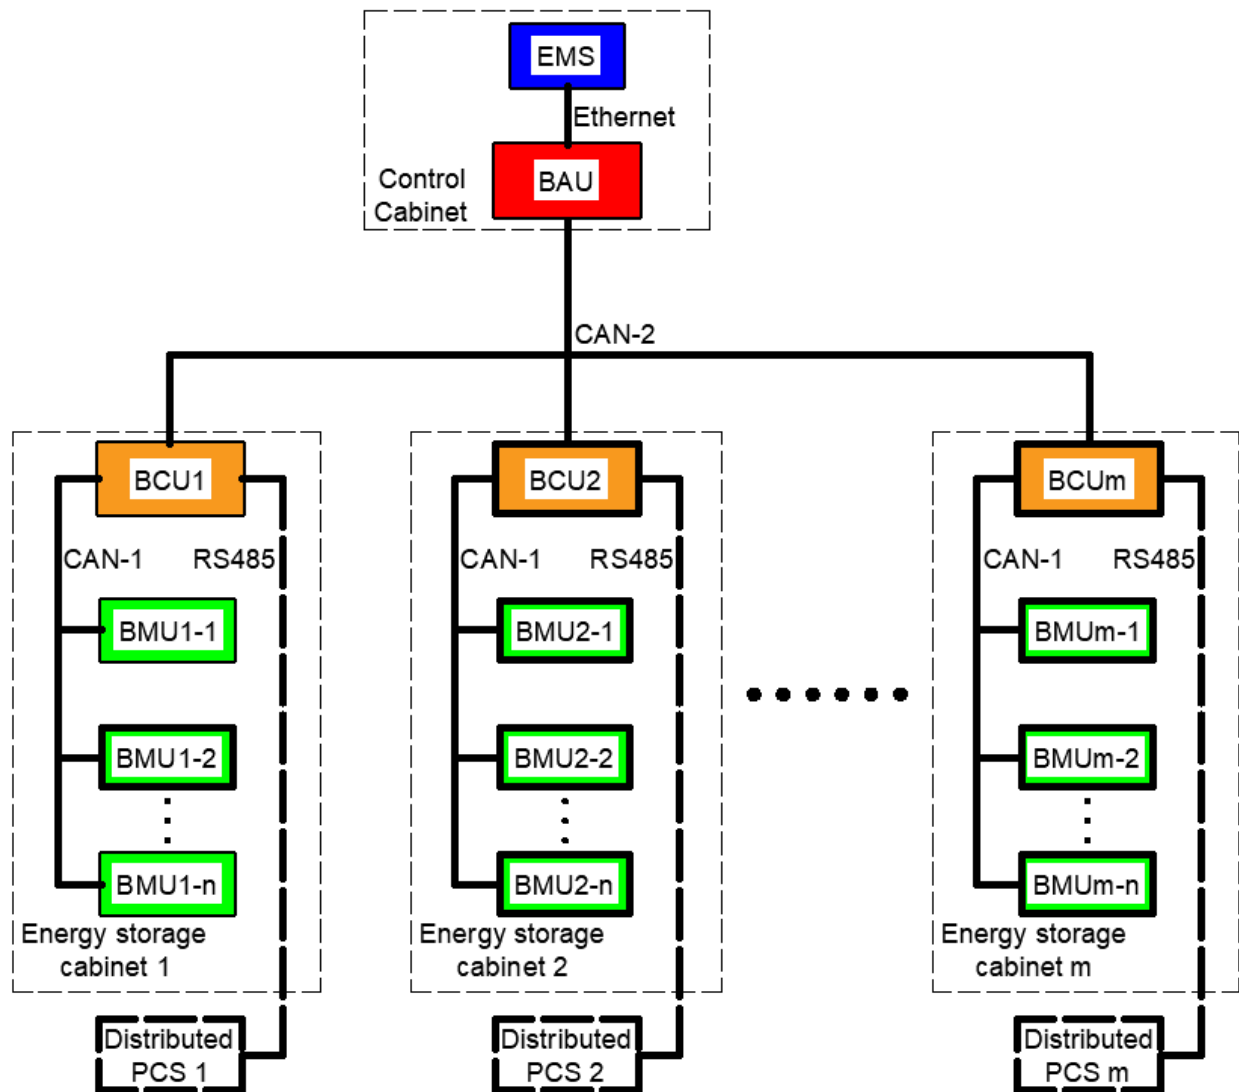 EMS
Ethernet
BAU
Control
Cabinet
CAN-2
BCU1
CAN-1
RS485
BMU1-1
BMU1-2
BMU1-n
Energy storage
cabinet 1
Distributed
PCS 1
BCU2
CAN-1
RS485
BMU2-1
BMU2-2
BMU2-n
Energy storage
cabinet 2
Distributed
PCS 2
BCUm
CAN-1
RS485
BMUm-1
BMUm-2
BMUm-n
Energy storage
cabinet m
Distributed
PCS m